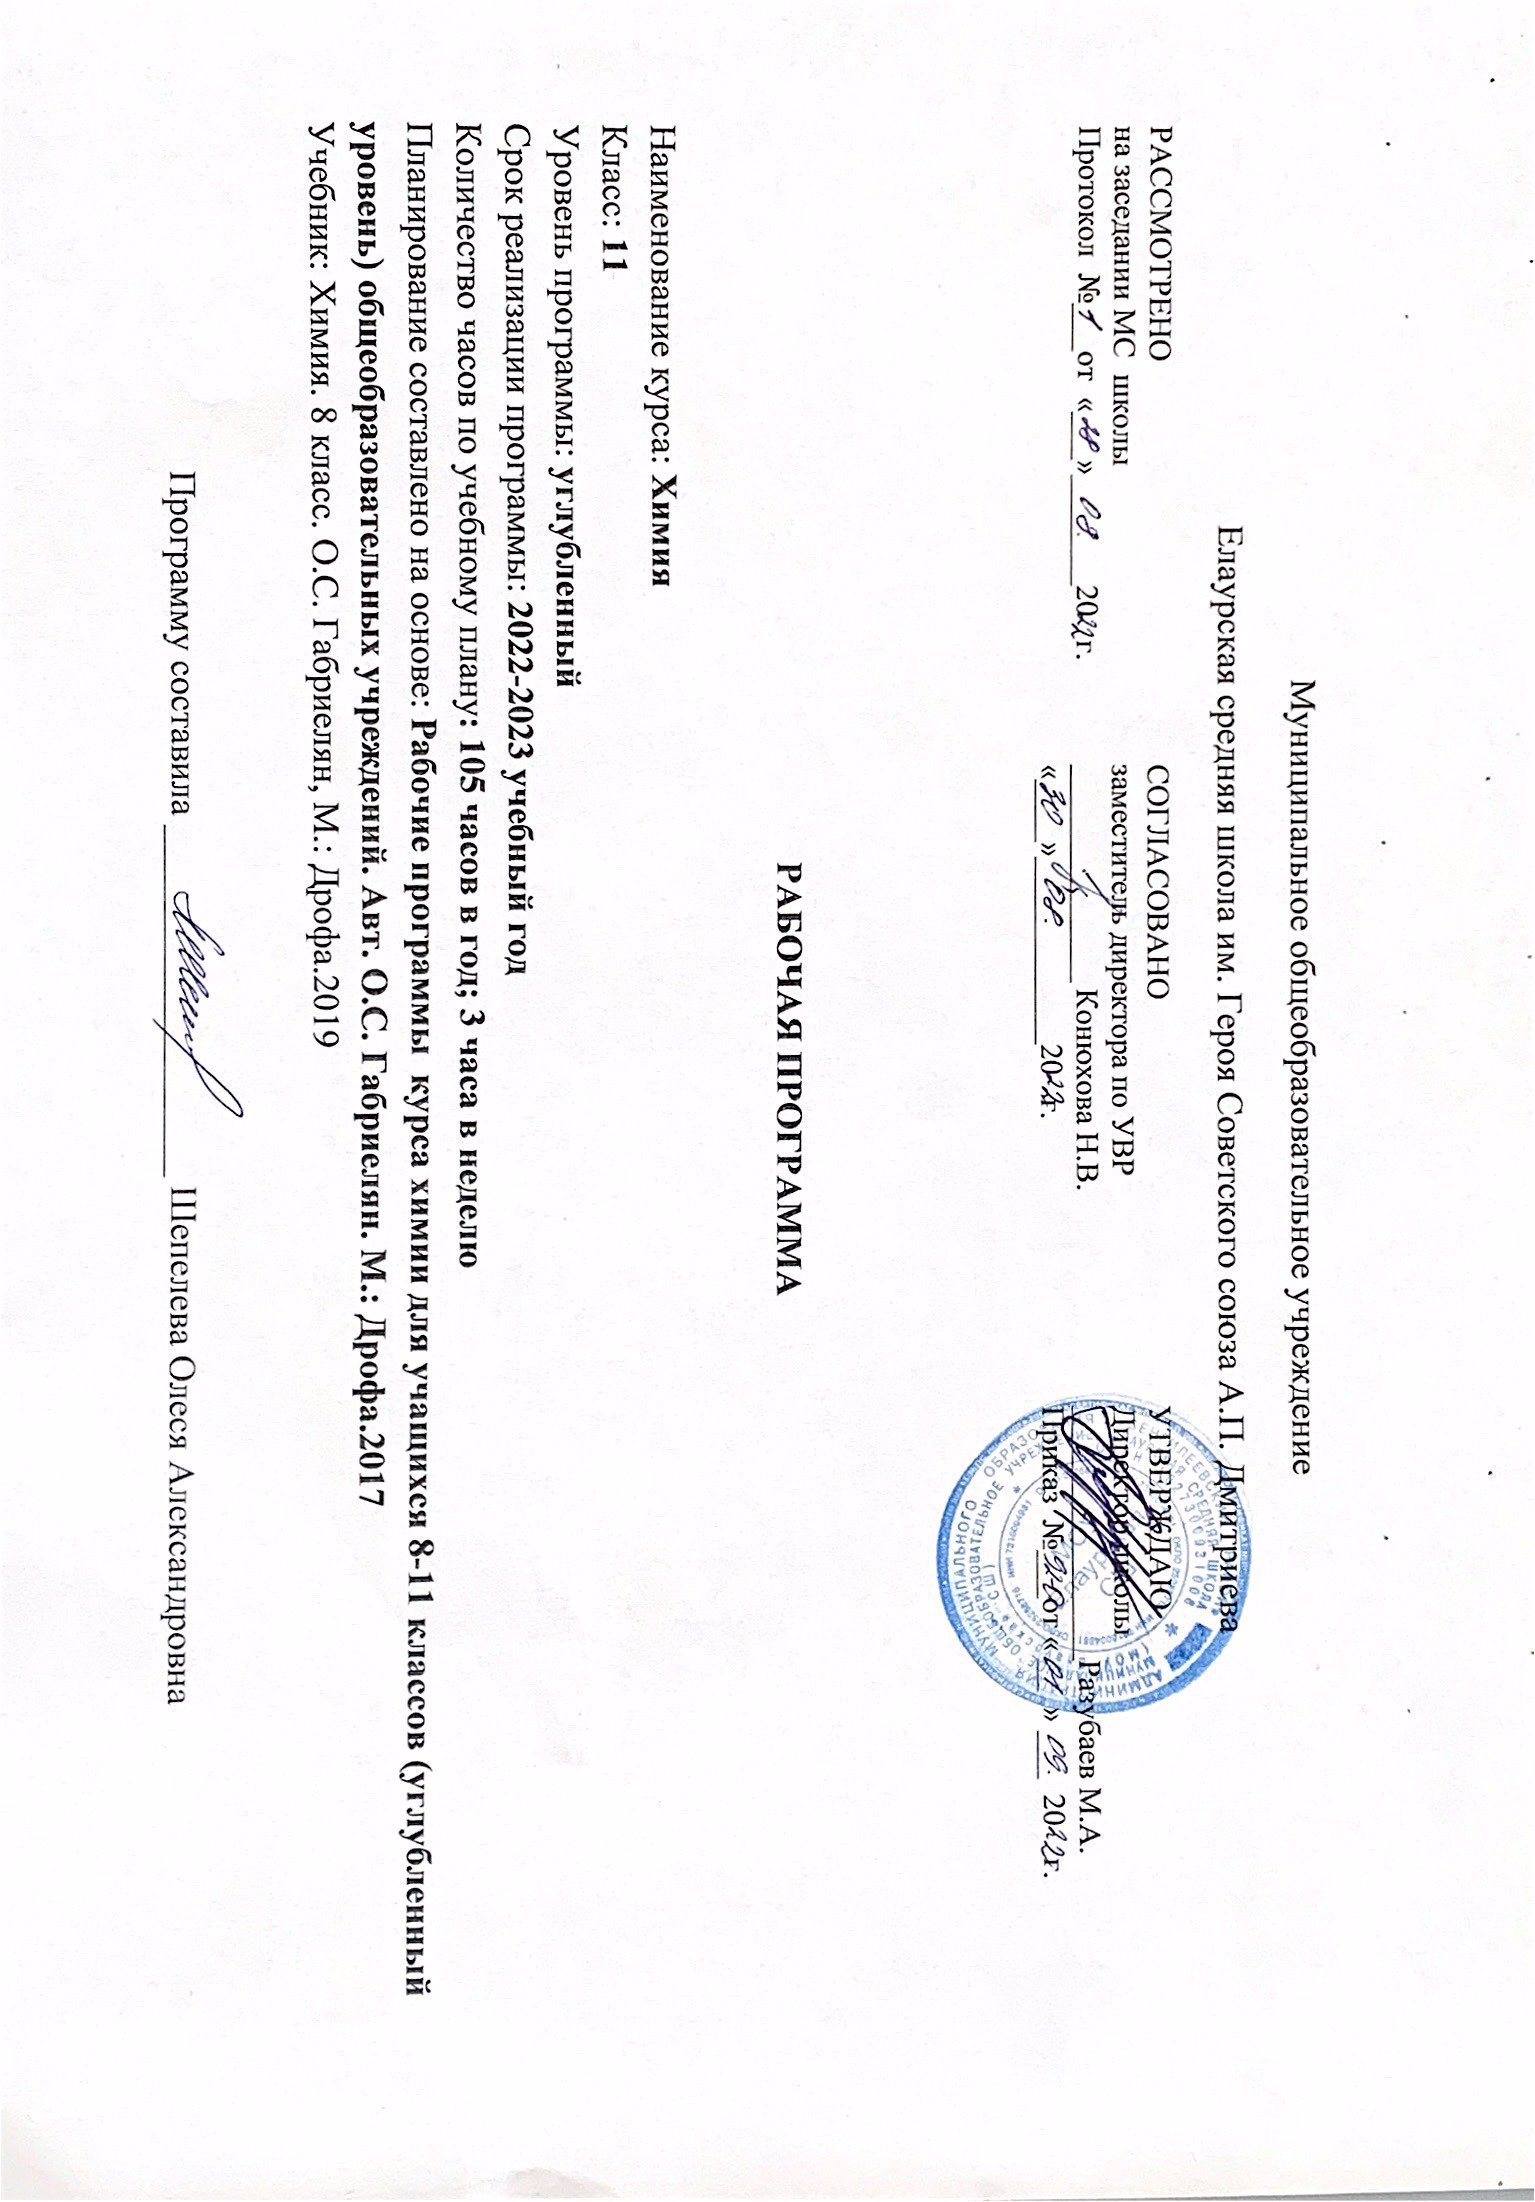 Муниципальное общеобразовательное учреждение
Елаурская средняя школа им. Героя Советского союза А.П. Дмитриева
РАССМОТРЕНО
на заседании МС школы
Протокол №1 от «29» 08. 2022г.
СОГЛАСОВАНО
заместитель директора по УВР
Конюхова Н.В.
«30» 08. 2022г.
УТВЕРЖДАЮ
Директор школы
Разубаев М.А.
Приказ № от «01» 09. 2022г.
РАБОЧАЯ ПРОГРАММА
Наименование курса: Химия
Класс: 11
Уровень программы: углубленный
Срок реализации программы: 2022-2023 учебный год
Количество часов по учебному плану: 105 часов в год; 3 часа в неделю
Планирование составлено на основе: Рабочие программы курса химии для учащихся 8-11 классов (углубленный
уровень) общеобразовательных учреждений. Авт. О.С. Габриелян. М.: Дрофа.2017
Учебник: Химия. 8 класс. О.С. Габриелян, М.: Дрофа.2019
Программу составила Шепелева Олеся Александровна